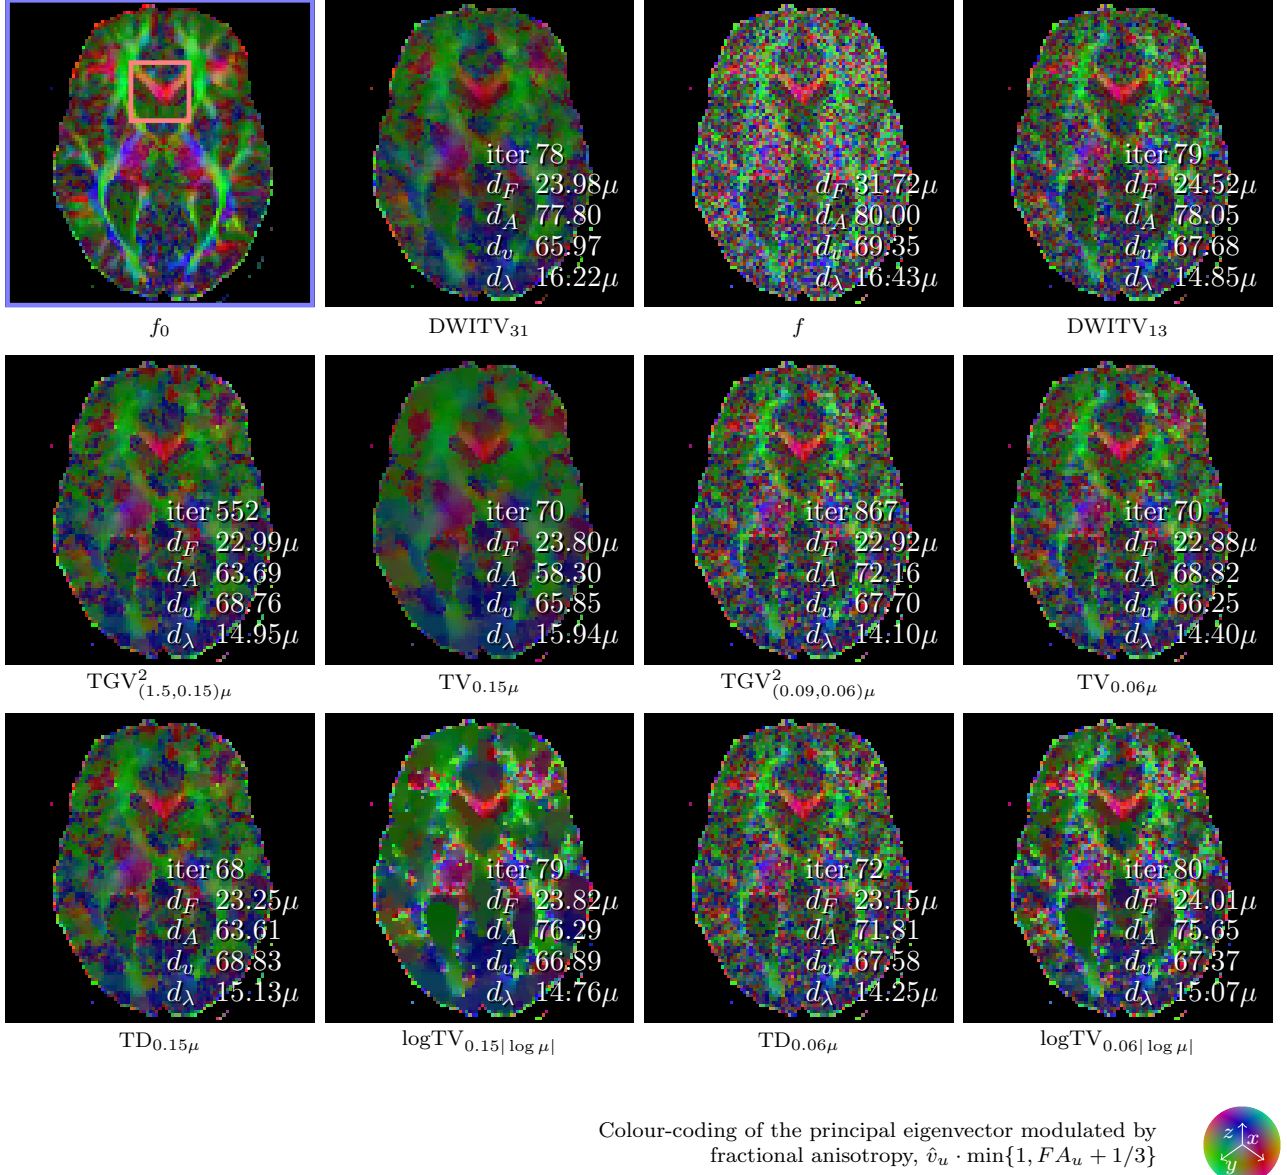 iter 78
d_F 23.98μ
d_A 77.80
d_v 65.97
d_λ 16.22μ
d_F 31.72μ
d_A 80.00
d_v 69.35
d_λ 16.43μ
iter 79
d_F 24.52μ
d_A 78.05
d_v 67.68
d_λ 14.85μ
f_0
DWITV_31
f
DWITV_13
iter 552
d_F 22.99μ
d_A 63.69
d_v 68.76
d_λ 14.95μ
iter 70
d_F 23.80μ
d_A 58.30
d_v 65.85
d_λ 15.94μ
iter 867
d_F 22.92μ
d_A 72.16
d_v 67.70
d_λ 14.10μ
iter 70
d_F 22.88μ
d_A 68.82
d_v 66.25
d_λ 14.40μ
TGV^2_(1.5,0.15)μ
TV_0.15μ
TGV^2_(0.09,0.06)μ
TV_0.06μ
iter 68
d_F 23.25μ
d_A 63.61
d_v 68.83
d_λ 15.13μ
iter 79
d_F 23.82μ
d_A 76.29
d_v 66.89
d_λ 14.76μ
iter 72
d_F 23.15μ
d_A 71.81
d_v 67.58
d_λ 14.25μ
iter 80
d_F 24.01μ
d_A 75.65
d_v 67.37
d_λ 15.07μ
TD_0.15μ
logTV_0.15| log μ|
TD_0.06μ
logTV_0.06| log μ|
Colour-coding of the principal eigenvector modulated by
fractional anisotropy, v̂_u · min{1, FA_u + 1/3}
z x
y